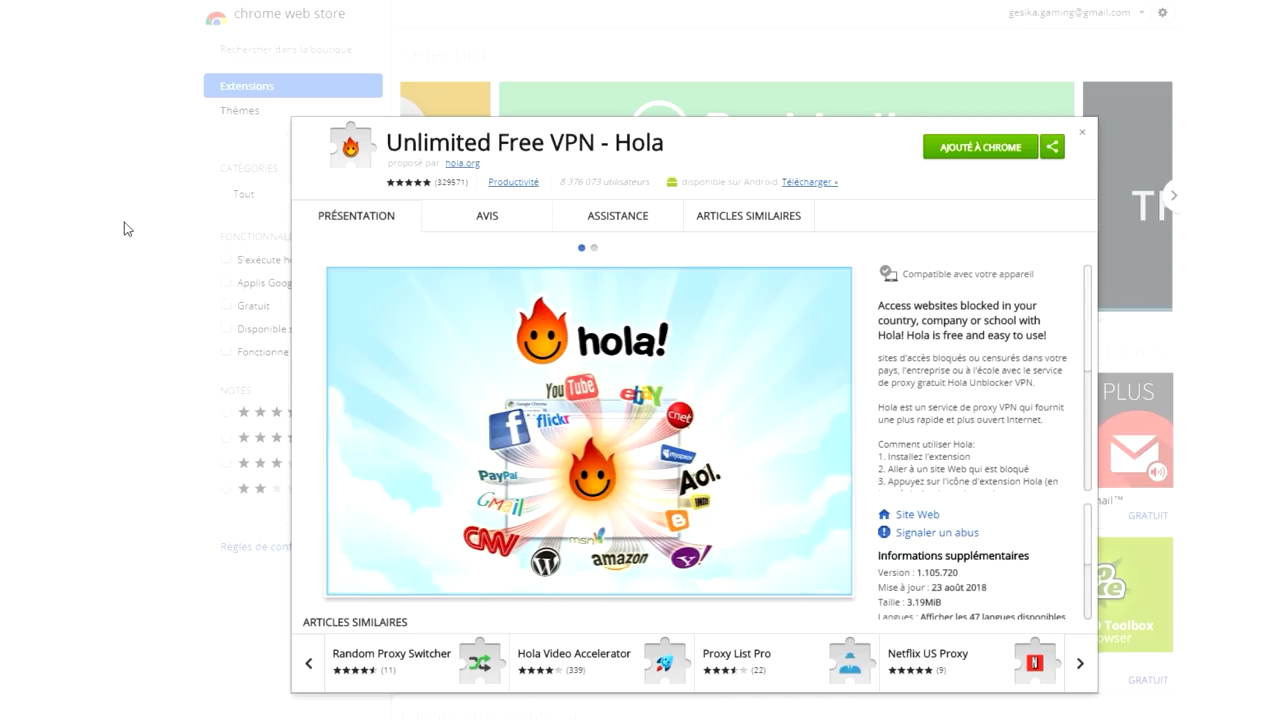 chrome web store
gesika.gaming@gmail.com
Rechercher dans la boutique
Extensions
Thèmes
CATÉGORIES
Tout
S'exécute
Applis
Gratuit
Disponible
Fonctionne
NOTES
Unlimited Free VPN - Hola
proposé par hola.org
(329571) Productivité 8 376 073 utilisateurs disponible sur Android Télécharger »
AJOUTÉ À CHROME
PRÉSENTATION AVIS ASSISTANCE ARTICLES SIMILAIRES
hola!
YouTube
ebY
facebook
flickr
cnet
Google Chrome
myspace
PayPal
Aol.
IMDb
Gmail
CNN
msn
amazon
Y!
Compatible avec votre appareil
Access websites blocked in your
country, company or school with
Hola! Hola is free and easy to use!
sites d'accès bloqués ou censurés dans votre
pays, l'entreprise ou à l'école avec le service
de proxy gratuit Hola Unblocker VPN.
Hola est un service de proxy VPN qui fournit
une plus rapide et plus ouvert Internet.
Comment utiliser Hola:
1. Installez l'extension
2. Aller à un site Web qui est bloqué
3. Appuyez sur l'icône d'extension Hola (en
Site Web
Signaler un abus
Informations supplémentaires
Version : 1.105.720
Mise à jour : 23 août 2018
Taille : 3.19MiB
Langues : Afficher les 47 langues disponibles
ARTICLES SIMILAIRES
Random Proxy Switcher
(11)
Hola Video Accelerator
(339)
Proxy List Pro
(22)
Netflix US Proxy
(9)
N
PLUS
GRATUIT
Toolbox
GRATUIT